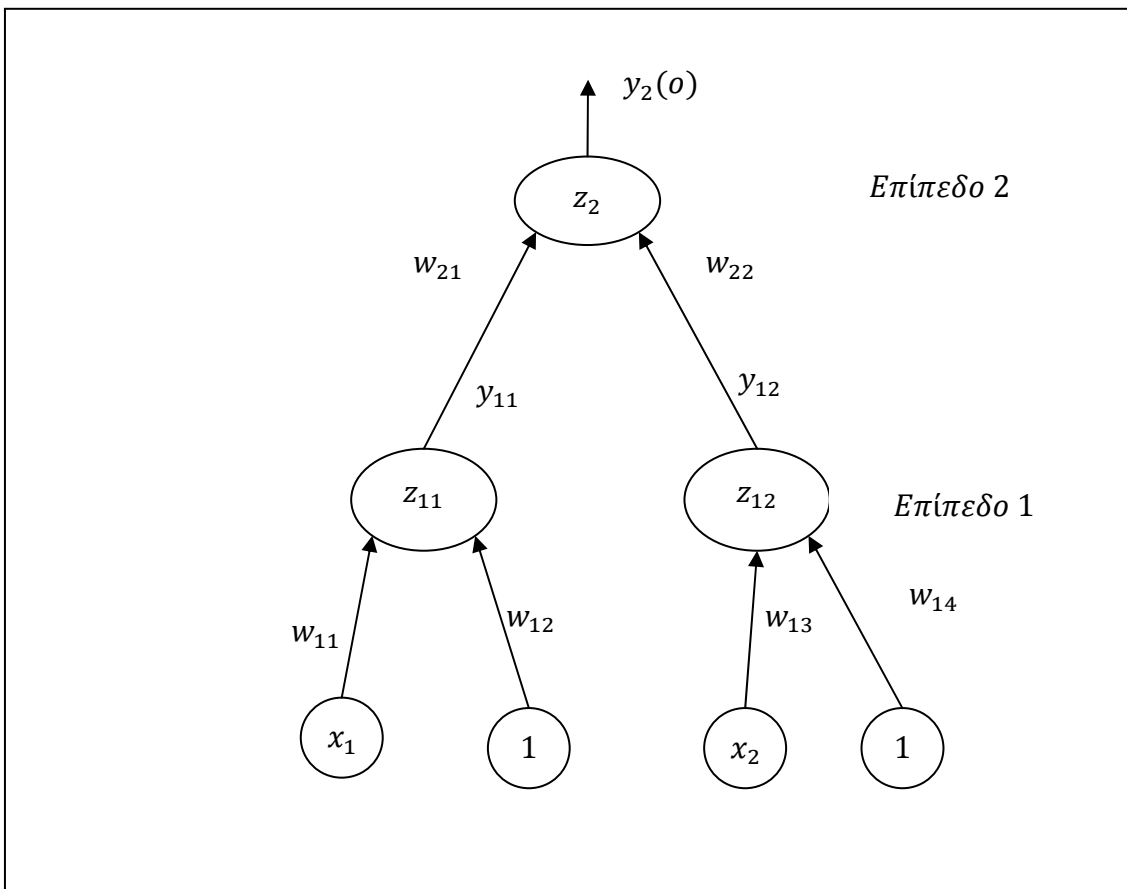 y₂(o)
z₂
Επίπεδο 2
w₂₁
w₂₂
y₁₁
y₁₂
z₁₁
z₁₂
Επίπεδο 1
w₁₁
w₁₂
w₁₃
w₁₄
x₁
1
x₂
1